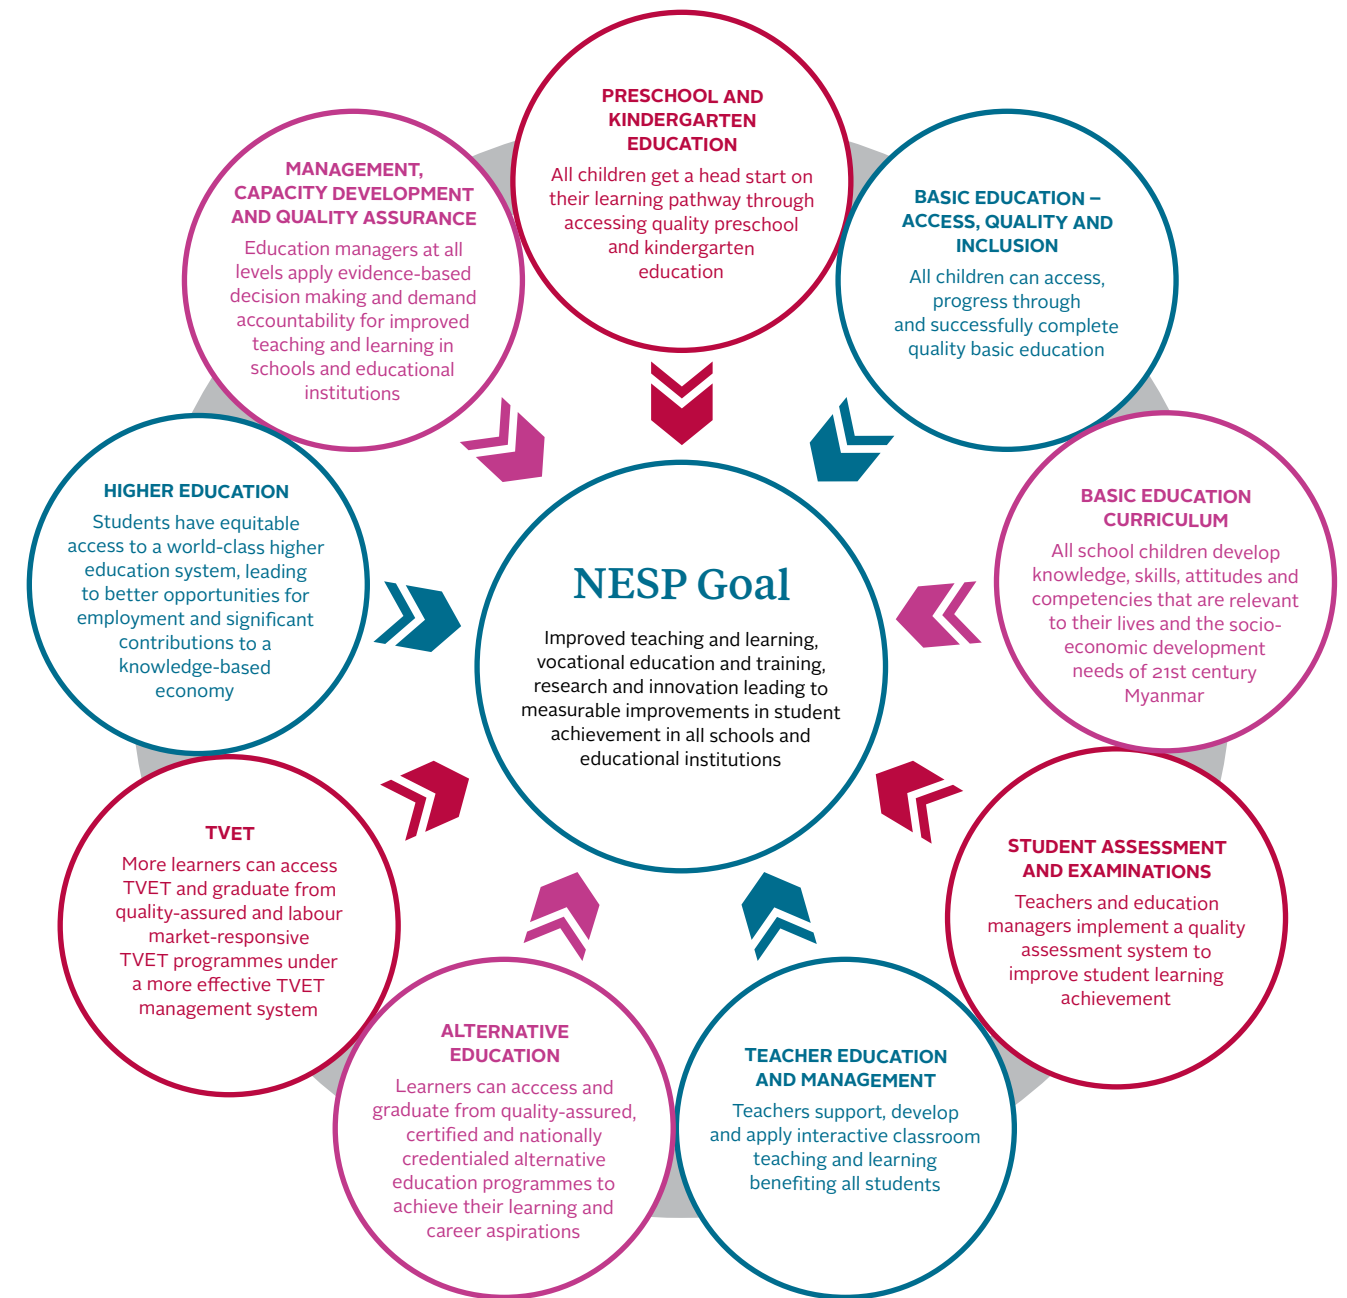 PRESCHOOL AND
KINDERGARTEN
EDUCATION
All children get a head start on
their learning pathway through
accessing quality preschool
and kindergarten
education
BASIC EDUCATION –
ACCESS, QUALITY AND
INCLUSION
All children can access,
progress through
and successfully complete
quality basic education
BASIC EDUCATION
CURRICULUM
All school children develop
knowledge, skills, attitudes and
competencies that are relevant
to their lives and the socio-
economic development
needs of 21st century
Myanmar
STUDENT ASSESSMENT
AND EXAMINATIONS
Teachers and education
managers implement a quality
assessment system to
improve student learning
achievement
TEACHER EDUCATION
AND MANAGEMENT
Teachers support, develop
and apply interactive classroom
teaching and learning
benefiting all students
ALTERNATIVE
EDUCATION
Learners can acccess and
graduate from quality-assured,
certified and nationally
credentialed alternative
education programmes to
achieve their learning and
career aspirations
TVET
More learners can access
TVET and graduate from
quality-assured and labour
market-responsive
TVET programmes under
a more effective TVET
management system
HIGHER EDUCATION
Students have equitable
access to a world-class higher
education system, leading
to better opportunities for
employment and significant
contributions to a
knowledge-based
economy
MANAGEMENT,
CAPACITY DEVELOPMENT
AND QUALITY ASSURANCE
Education managers at all
levels apply evidence-based
decision making and demand
accountability for improved
teaching and learning in
schools and educational
institutions
NESP Goal
Improved teaching and learning,
vocational education and training,
research and innovation leading to
measurable improvements in student
achievement in all schools and
educational institutions